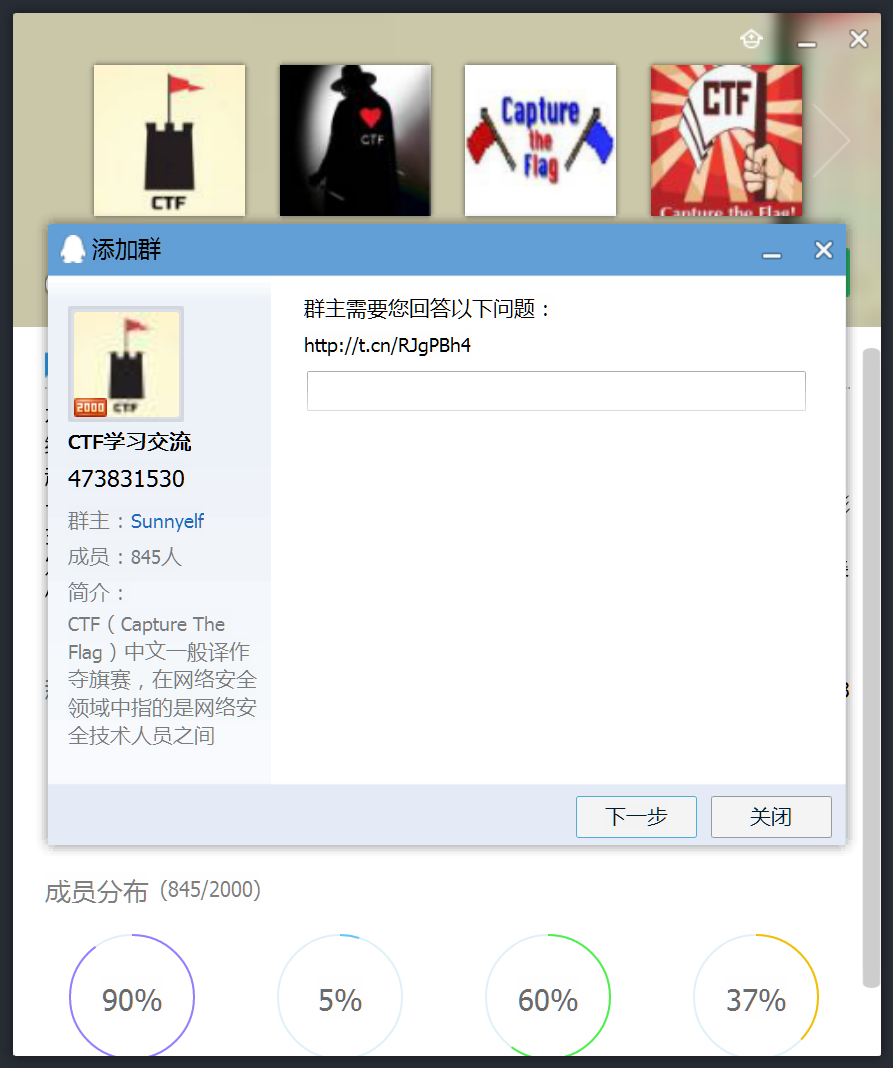 CTF
CTF
Capture
the
Flag
CTF
Capture the Flag!
添加群
2000 CTF
CTF学习交流
473831530
群主：Sunnyelf
成员：845人
简介：
CTF（Capture The
Flag）中文一般译作
夺旗赛，在网络安全
领域中指的是网络安
全技术人员之间
群主需要您回答以下问题：
http://t.cn/RJgPBh4
下一步
关闭
成员分布 (845/2000)
90%
5%
60%
37%